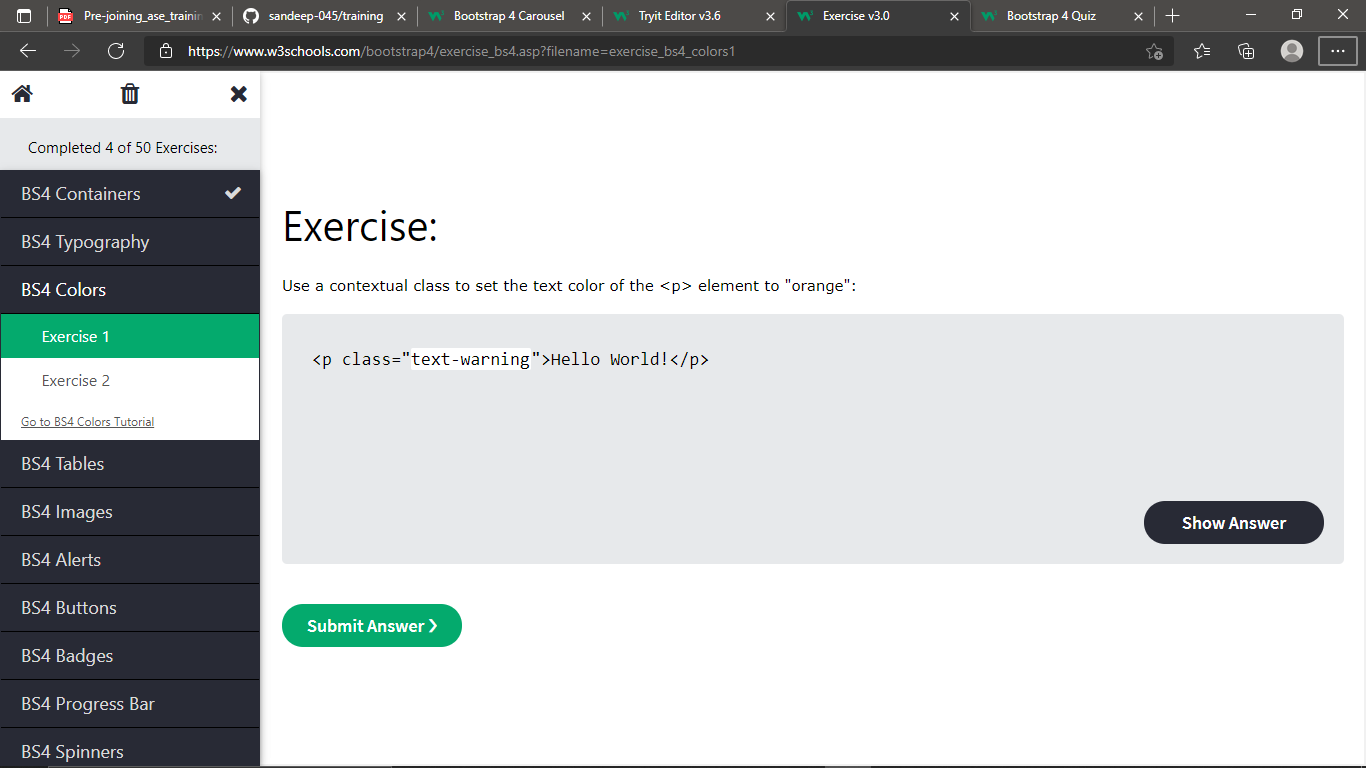 Pre-joining_ase_trainin
sandeep-045/training
Bootstrap 4 Carousel
Tryit Editor v3.6
Exercise v3.0
Bootstrap 4 Quiz
https://www.w3schools.com/bootstrap4/exercise_bs4.asp?filename=exercise_bs4_colors1
Completed 4 of 50 Exercises:
BS4 Containers
BS4 Typography
BS4 Colors
Exercise 1
Exercise 2
Go to BS4 Colors Tutorial
BS4 Tables
BS4 Images
BS4 Alerts
BS4 Buttons
BS4 Badges
BS4 Progress Bar
BS4 Spinners
Exercise:
Use a contextual class to set the text color of the <p> element to "orange":
<p class="text-warning">Hello World!</p>
Show Answer
Submit Answer ❯